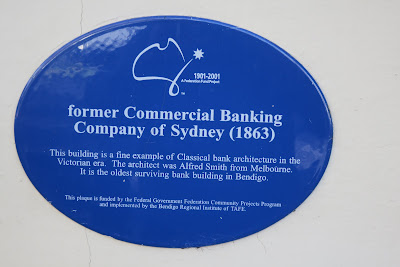 1901-2001
A Federation Fund Project
TM
former Commercial Banking
Company of Sydney (1863)
This building is a fine example of Classical bank architecture in the
Victorian era. The architect was Alfred Smith from Melbourne.
It is the oldest surviving bank building in Bendigo.
This plaque is funded by the Federal Government Federation Community Projects Program
and implemented by the Bendigo Regional Institute of TAFE.